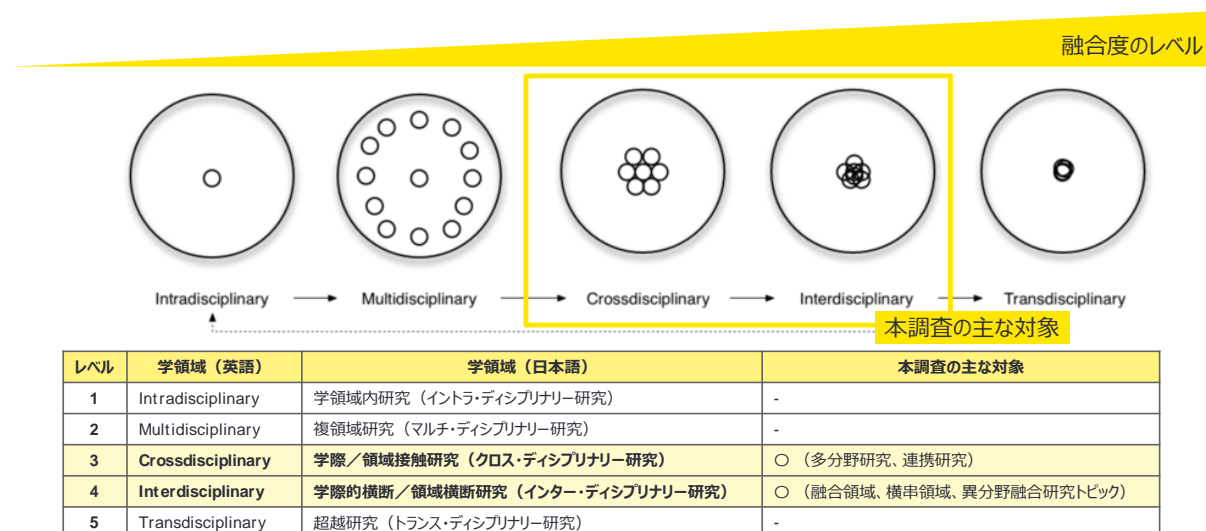 融合度のレベル
Intradisciplinary
Multidisciplinary
Crossdisciplinary
Interdisciplinary
Transdisciplinary
本調査の主な対象
レベル 学領域（英語） 学領域（日本語） 本調査の主な対象
1 Intradisciplinary 学領域内研究（イントラ・ディシプリナリー研究） -
2 Multidisciplinary 複領域研究（マルチ・ディシプリナリー研究） -
3 Crossdisciplinary 学際／領域接触研究（クロス・ディシプリナリー研究） ○ （多分野研究、連携研究）
4 Interdisciplinary 学際的横断／領域横断研究（インター・ディシプリナリー研究） ○ （融合領域、横串領域、異分野融合研究トピック）
5 Transdisciplinary 超越研究（トランス・ディシプリナリー研究） -